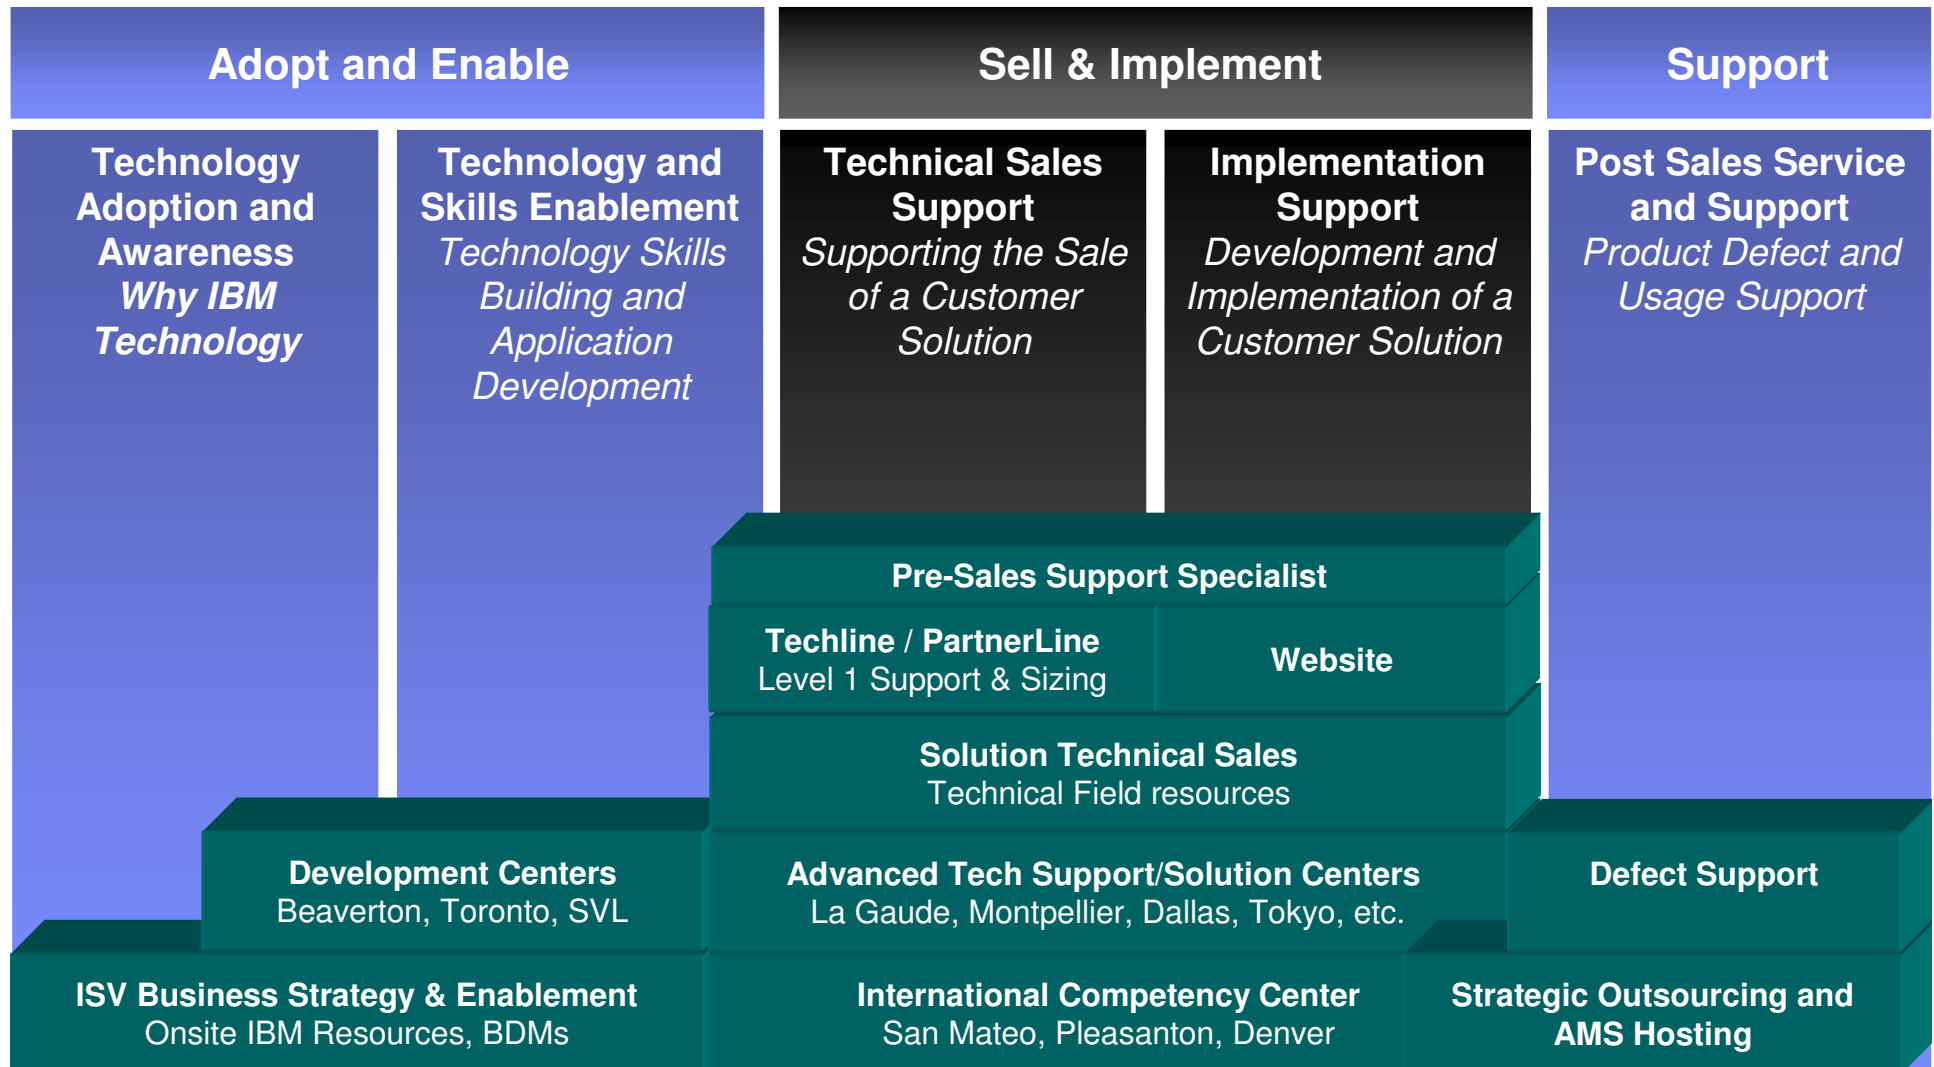 Adopt and Enable
Sell & Implement
Support
Technology
Adoption and
Awareness
Why IBM
Technology
Technology and
Skills Enablement
Technology Skills
Building and
Application
Development
Technical Sales
Support
Supporting the Sale
of a Customer
Solution
Implementation
Support
Development and
Implementation of a
Customer Solution
Post Sales Service
and Support
Product Defect and
Usage Support
Pre-Sales Support Specialist
Techline / PartnerLine
Level 1 Support & Sizing
Website
Solution Technical Sales
Technical Field resources
Development Centers
Beaverton, Toronto, SVL
Advanced Tech Support/Solution Centers
La Gaude, Montpellier, Dallas, Tokyo, etc.
Defect Support
ISV Business Strategy & Enablement
Onsite IBM Resources, BDMs
International Competency Center
San Mateo, Pleasanton, Denver
Strategic Outsourcing and
AMS Hosting